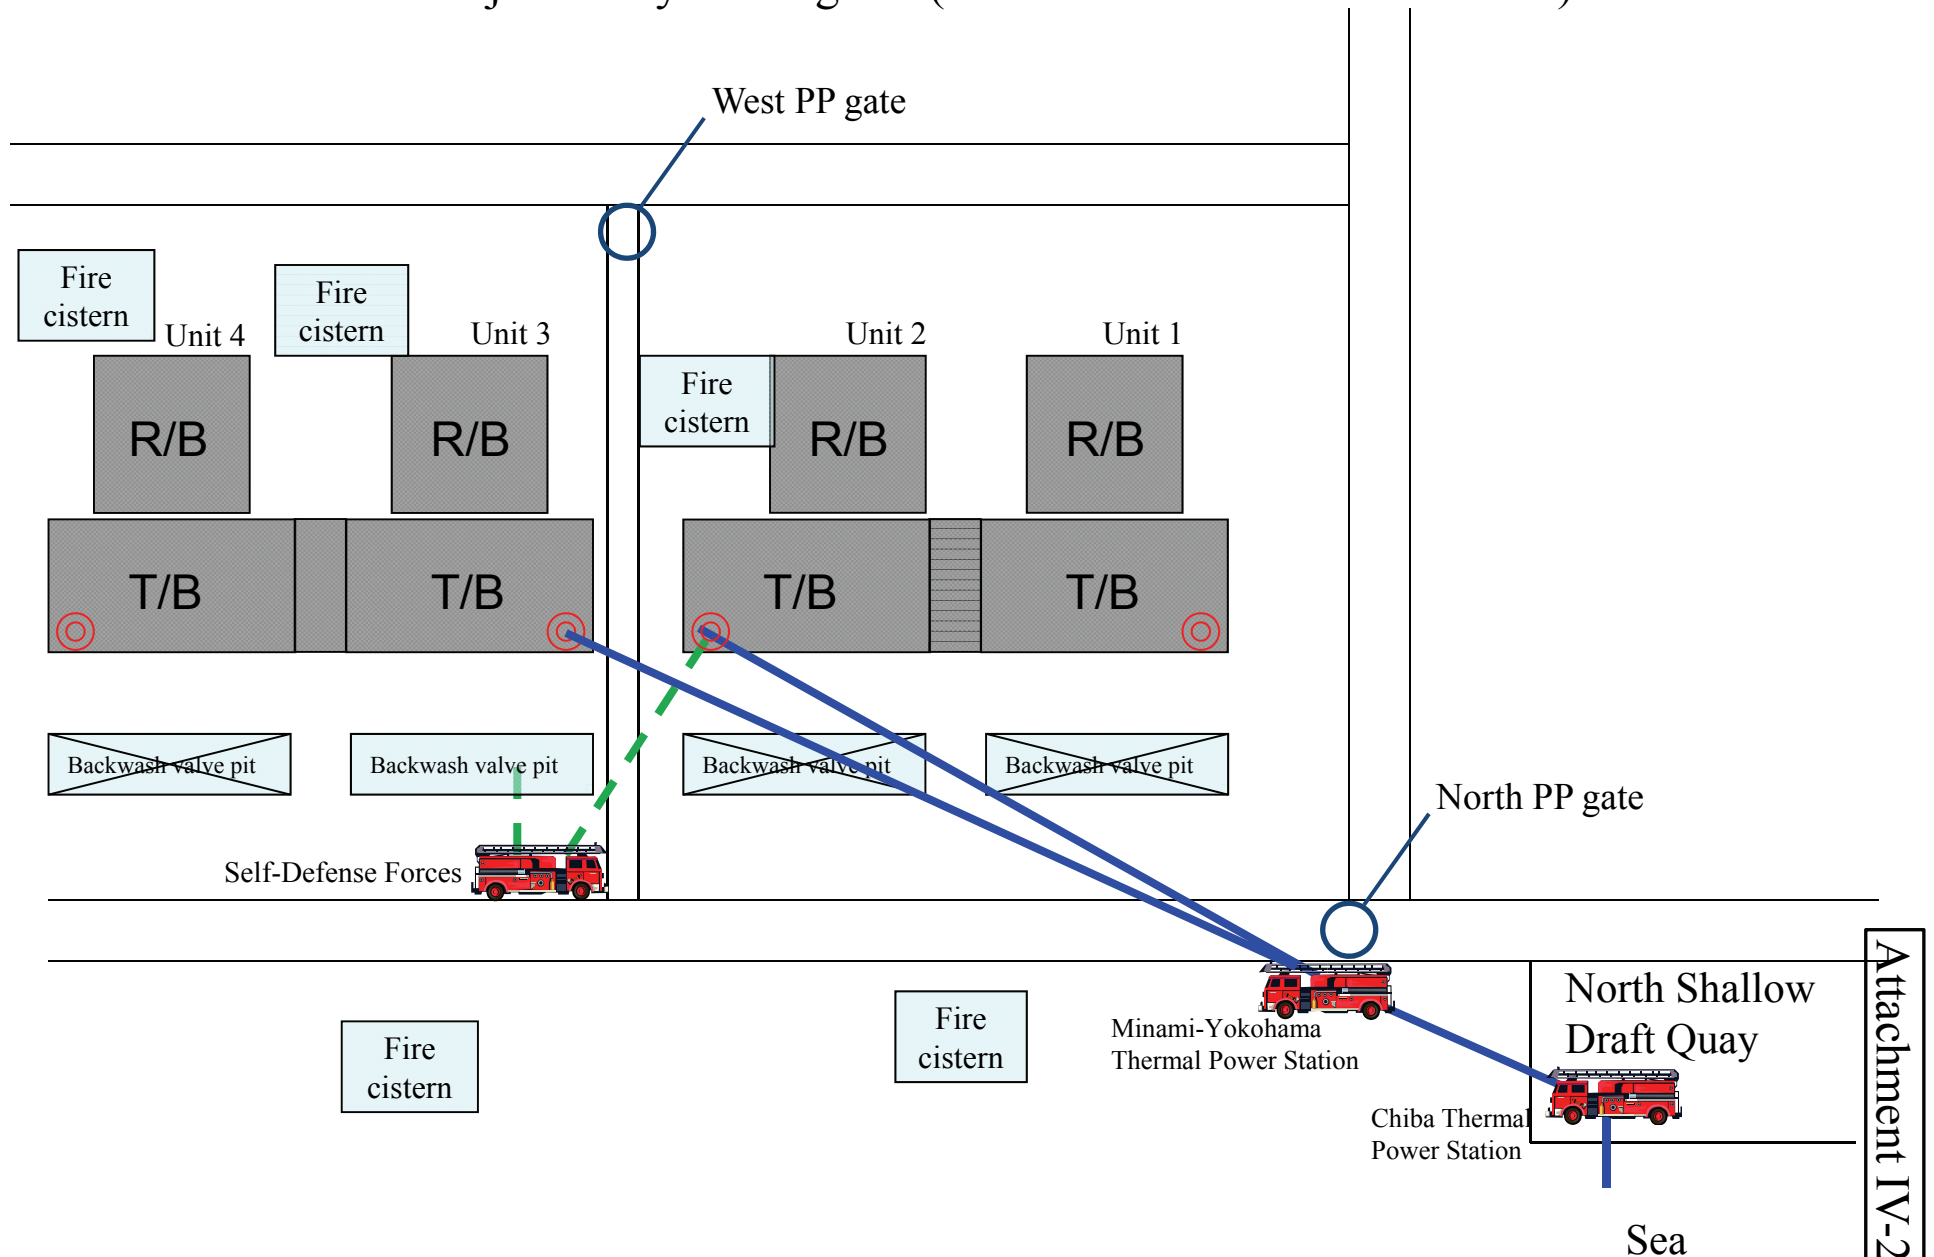 West PP gate
Fire
cistern
Fire
cistern
Unit 4
Unit 3
Unit 2
Unit 1
Fire
cistern
R/B
R/B
R/B
R/B
T/B
T/B
T/B
T/B
Backwash valve pit
Backwash valve pit
Backwash valve pit
Backwash valve pit
North PP gate
Self-Defense Forces
North Shallow
Draft Quay
Minami-Yokohama
Thermal Power Station
Fire
cistern
Fire
cistern
Chiba Thermal
Power Station
Sea
Attachment IV-2